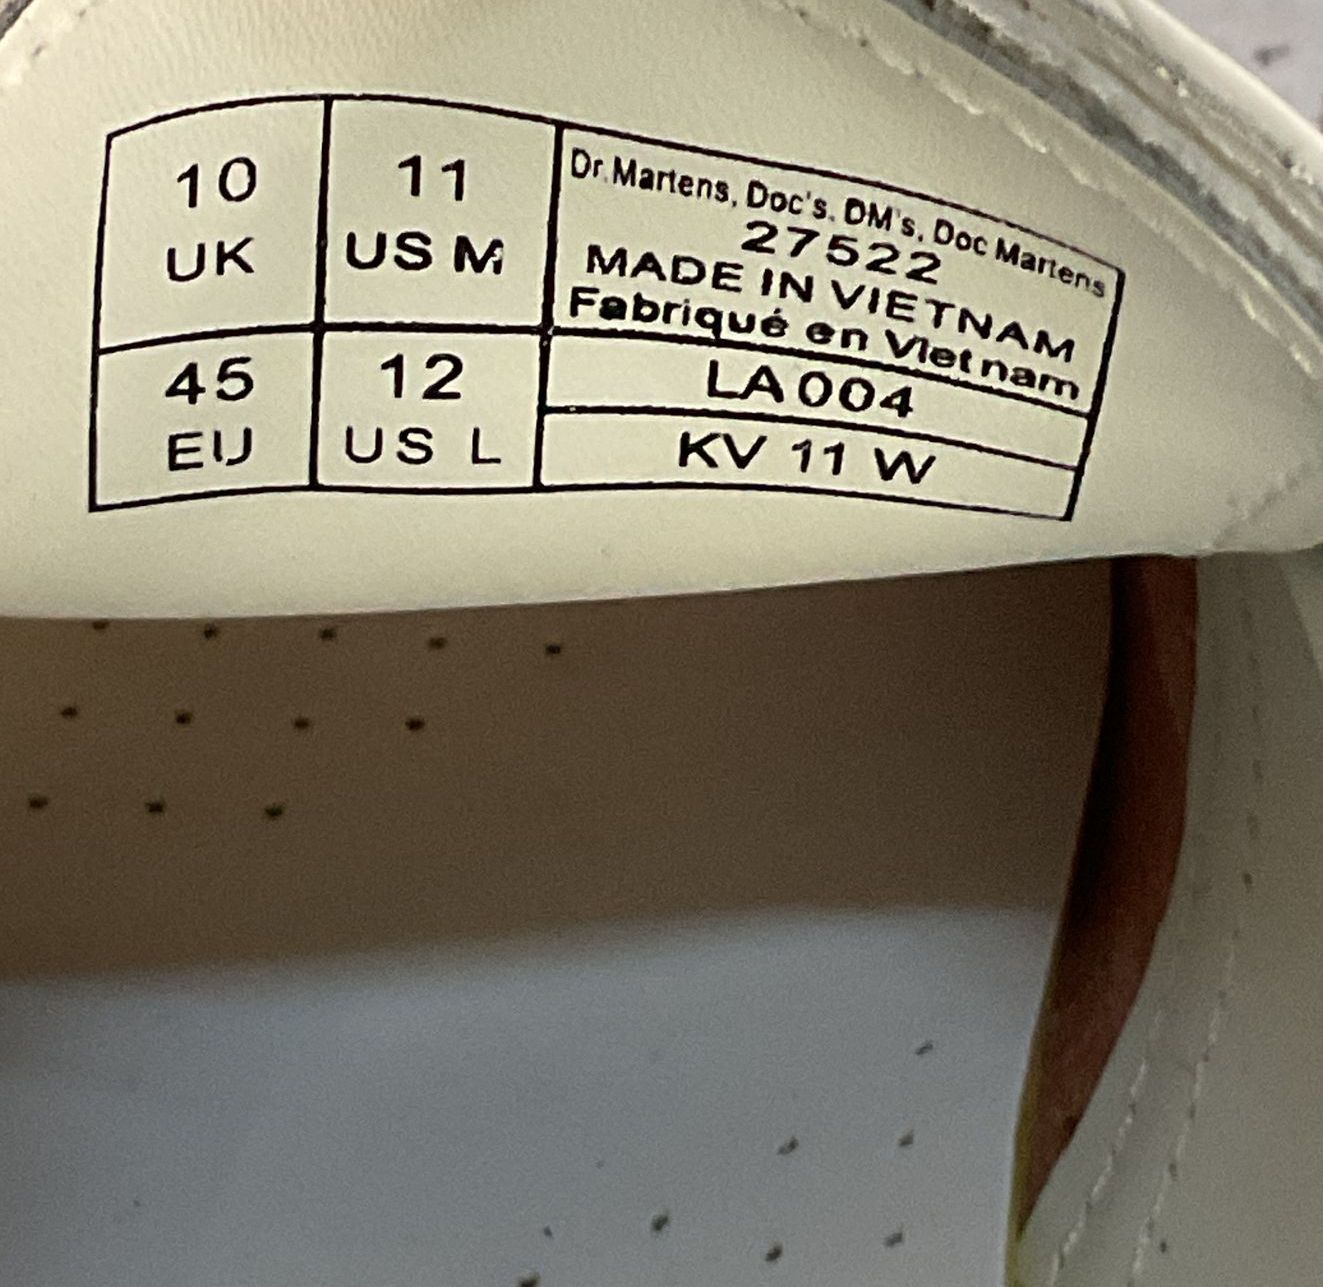 10
UK
11
US M
45
EU
12
US L
Dr.Martens, Doc's, DM's, Doc Martens
27522
MADE IN VIETNAM
Fabriqué en Vietnam
LA004
KV 11 W